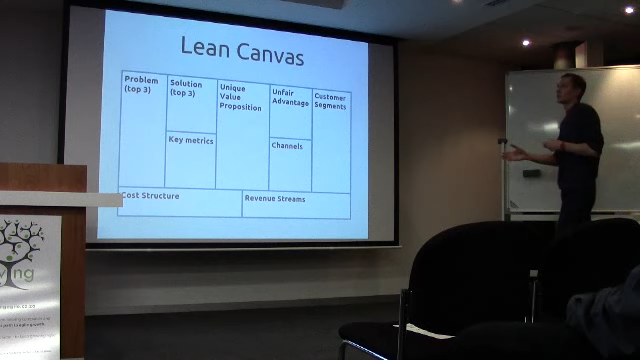 Lean Canvas
Problem
(top 3)
Solution
(top 3)
Key metrics
Unique
Value
Proposition
Unfair
Advantage
Channels
Customer
Segments
Cost Structure
Revenue Streams